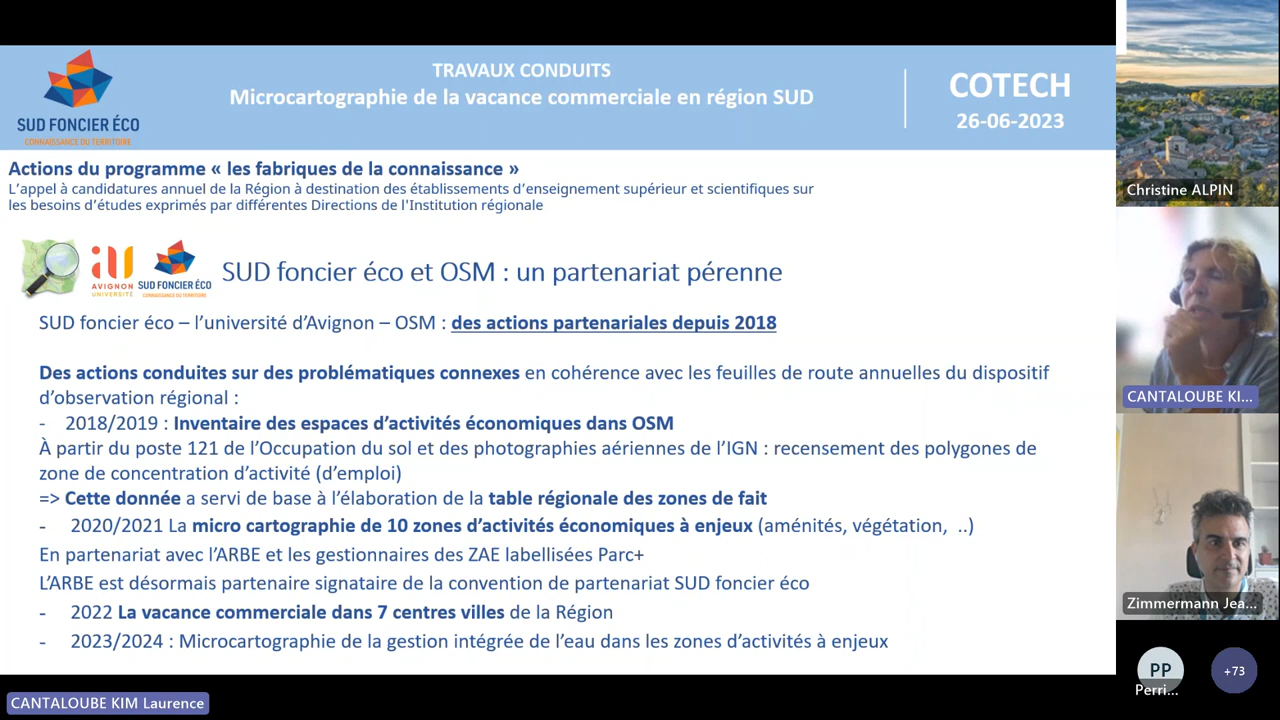 SUD FONCIER ÉCO
CONNAISSANCE DU TERRITOIRE
TRAVAUX CONDUITS
Microcartographie de la vacance commerciale en région SUD
COTECH
26-06-2023
Actions du programme « les fabriques de la connaissance »
L'appel à candidatures annuel de la Région à destination des établissements d'enseignement supérieur et scientifiques sur
les besoins d'études exprimés par différentes Directions de l'Institution régionale
AVIGNON
UNIVERSITÉ
SUD FONCIER ÉCO
CONNAISSANCE DU TERRITOIRE
SUD foncier éco et OSM : un partenariat pérenne
SUD foncier éco – l'université d'Avignon – OSM : des actions partenariales depuis 2018
Des actions conduites sur des problématiques connexes en cohérence avec les feuilles de route annuelles du dispositif
d'observation régional :
- 2018/2019 : Inventaire des espaces d'activités économiques dans OSM
À partir du poste 121 de l'Occupation du sol et des photographies aériennes de l'IGN : recensement des polygones de
zone de concentration d'activité (d'emploi)
=> Cette donnée a servi de base à l'élaboration de la table régionale des zones de fait
- 2020/2021 La micro cartographie de 10 zones d'activités économiques à enjeux (aménités, végétation, ..)
En partenariat avec l'ARBE et les gestionnaires des ZAE labellisées Parc+
L'ARBE est désormais partenaire signataire de la convention de partenariat SUD foncier éco
- 2022 La vacance commerciale dans 7 centres villes de la Région
- 2023/2024 : Microcartographie de la gestion intégrée de l'eau dans les zones d'activités à enjeux
CANTALOUBE KIM Laurence
Christine ALPIN
CANTALOUBE KI...
Zimmermann Jea...
PP
Perri...
+73